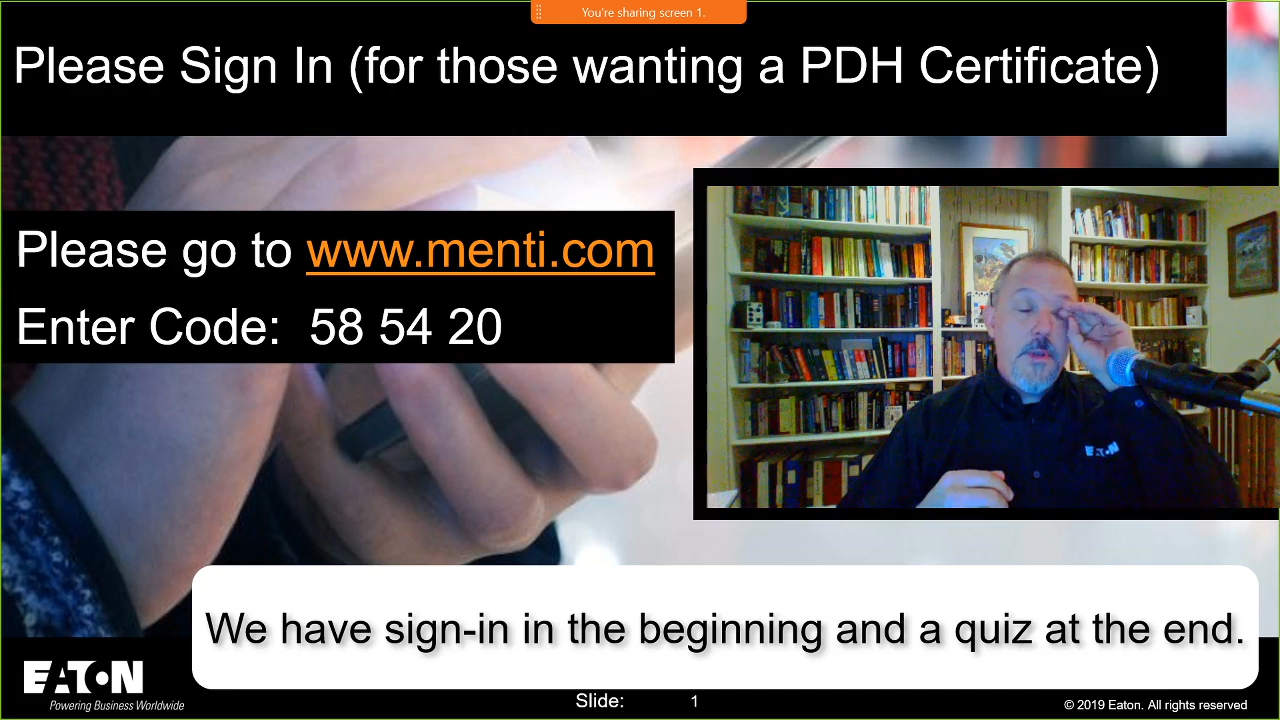 You're sharing screen 1.
Please Sign In (for those wanting a PDH Certificate)
Please go to www.menti.com
Enter Code: 58 54 20
EATON
We have sign-in in the beginning and a quiz at the end.
EATON
Powering Business Worldwide
Slide: 1
© 2019 Eaton. All rights reserved